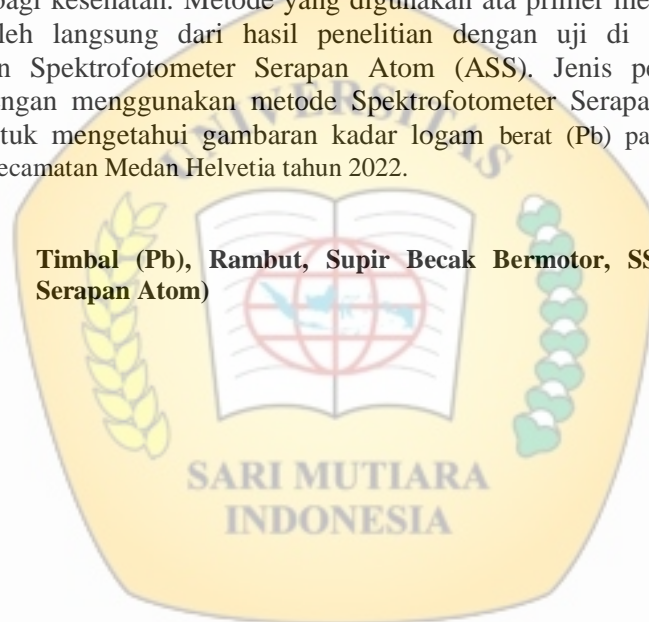 bagi kesehatan. Metode yang digunakan ata primer me
leh langsung dari hasil penelitian dengan uji di
n Spektrofotometer Serapan Atom (ASS). Jenis pe
ngan menggunakan metode Spektrofotometer Serapa
tuk mengetahui gambaran kadar logam berat (Pb) pa
ecamatan Medan Helvetia tahun 2022.
UNIVERSITAS
Timbal (Pb), Rambut, Supir Becak Bermotor, SS
Serapan Atom)
SARI MUTIARA
INDONESIA